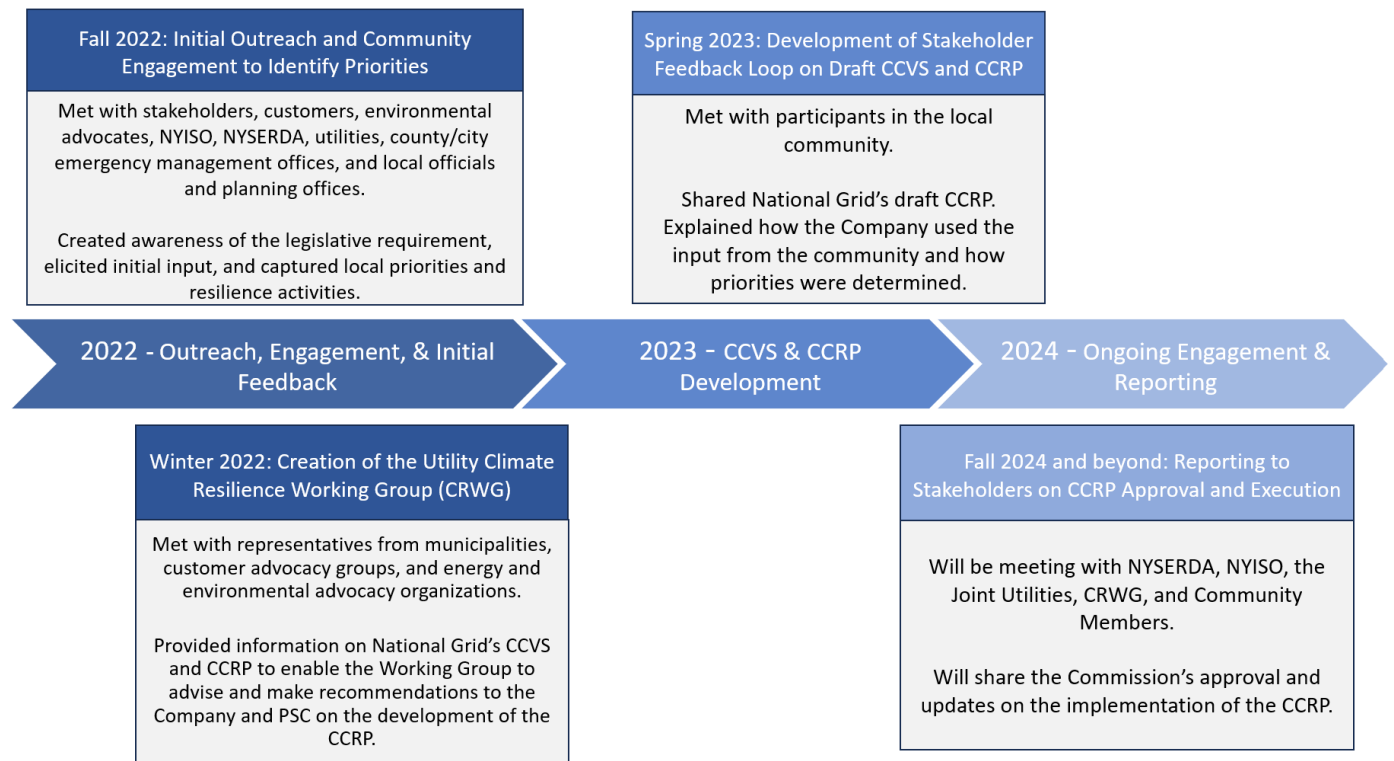 Fall 2022: Initial Outreach and Community
Engagement to Identify Priorities
Met with stakeholders, customers, environmental
advocates, NYISO, NYSERDA, utilities, county/city
emergency management offices, and local officials
and planning offices.
Created awareness of the legislative requirement,
elicited initial input, and captured local priorities and
resilience activities.
Spring 2023: Development of Stakeholder
Feedback Loop on Draft CCVS and CCRP
Met with participants in the local
community.
Shared National Grid's draft CCRP.
Explained how the Company used the
input from the community and how
priorities were determined.
2022 - Outreach, Engagement, & Initial
Feedback
2023 - CCVS & CCRP
Development
2024 - Ongoing Engagement &
Reporting
Winter 2022: Creation of the Utility Climate
Resilience Working Group (CRWG)
Met with representatives from municipalities,
customer advocacy groups, and energy and
environmental advocacy organizations.
Provided information on National Grid's CCVS
and CCRP to enable the Working Group to
advise and make recommendations to the
Company and PSC on the development of the
CCRP.
Fall 2024 and beyond: Reporting to
Stakeholders on CCRP Approval and Execution
Will be meeting with NYSERDA, NYISO, the
Joint Utilities, CRWG, and Community
Members.
Will share the Commission's approval and
updates on the implementation of the CCRP.